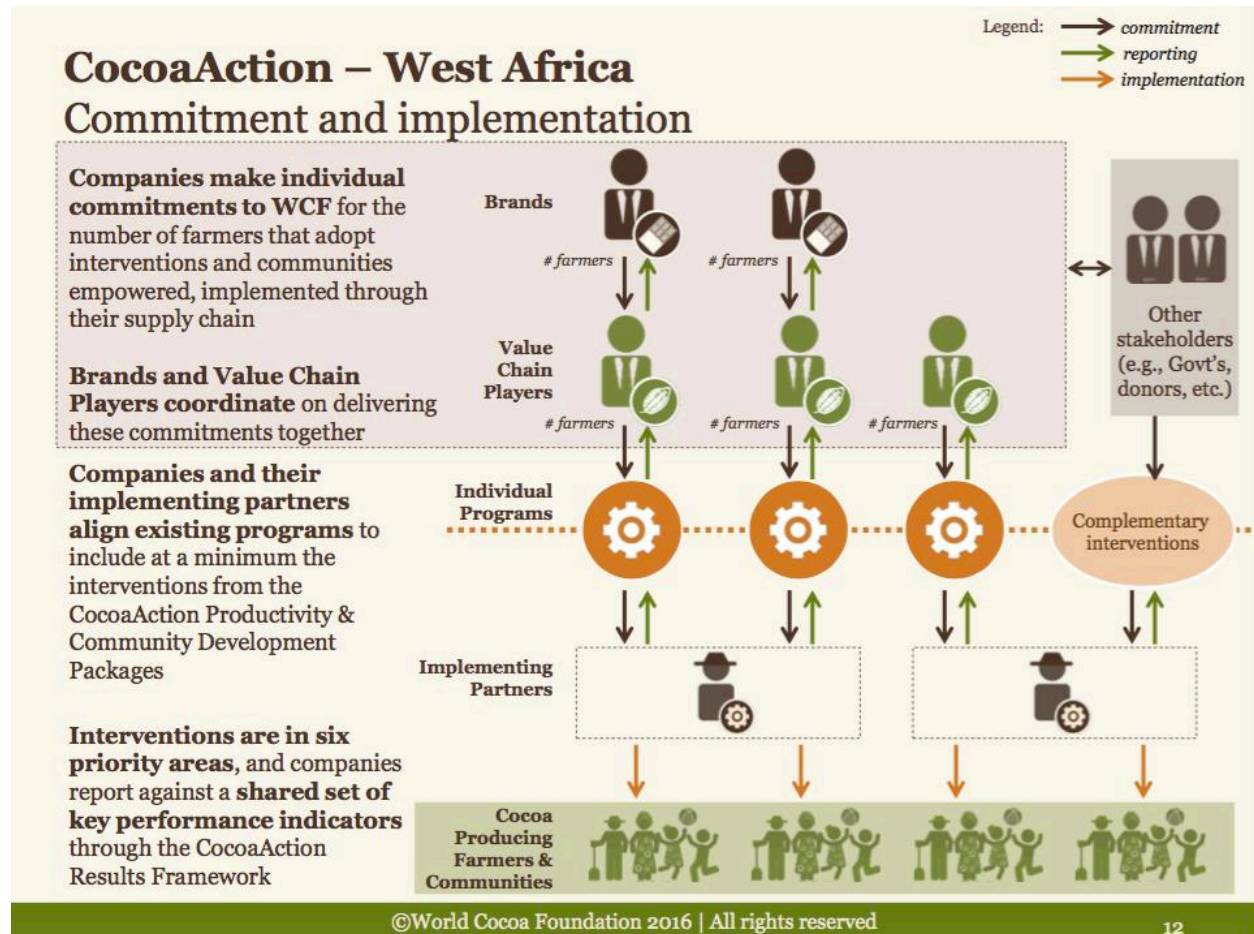 Legend:
commitment
reporting
implementation
CocoaAction – West Africa
Commitment and implementation
Companies make individual
commitments to WCF for the
number of farmers that adopt
interventions and communities
empowered, implemented through
their supply chain
Brands and Value Chain
Players coordinate on delivering
these commitments together
Companies and their
implementing partners
align existing programs to
include at a minimum the
interventions from the
CocoaAction Productivity &
Community Development
Packages
Interventions are in six
priority areas, and companies
report against a shared set of
key performance indicators
through the CocoaAction
Results Framework
Brands
# farmers
# farmers
Value
Chain
Players
# farmers
# farmers
# farmers
Other
stakeholders
(e.g., Govt's,
donors, etc.)
Individual
Programs
Complementary
interventions
Implementing
Partners
Cocoa
Producing
Farmers &
Communities
©World Cocoa Foundation 2016 | All rights reserved
12